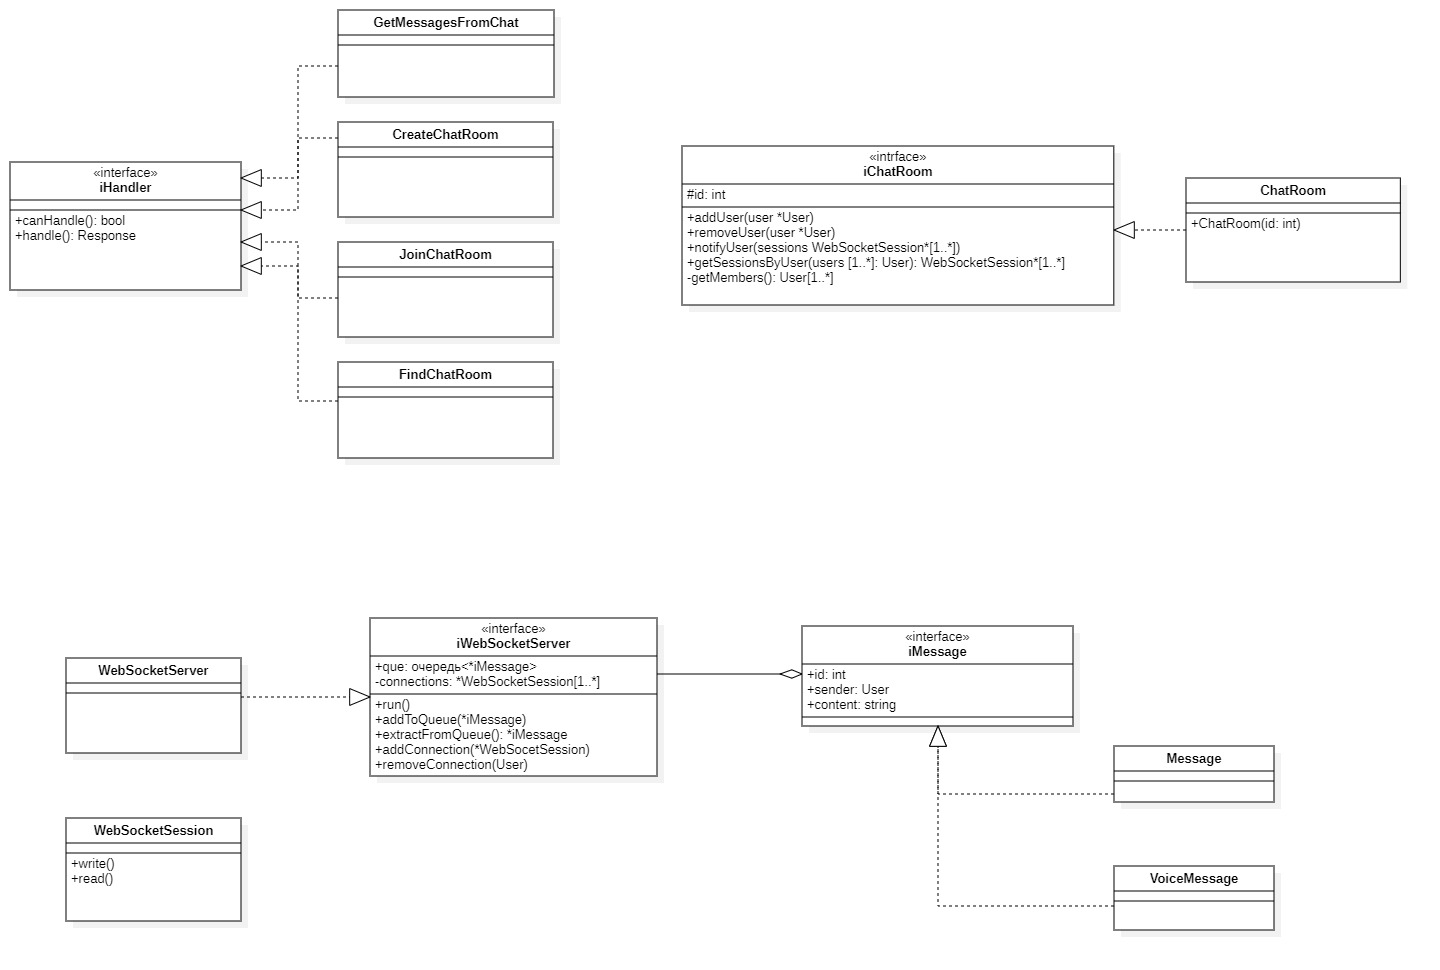 GetMessagesFromChat
CreateChatRoom
«interface»
iHandler
+canHandle(): bool
+handle(): Response
JoinChatRoom
FindChatRoom
«intrface»
iChatRoom
#id: int
+addUser(user *User)
+removeUser(user *User)
+notifyUser(sessions WebSocketSession*[1..*])
+getSessionsByUser(users [1..*]: User): WebSocketSession*[1..*]
-getMembers(): User[1..*]
ChatRoom
+ChatRoom(id: int)
WebSocketServer
«interface»
iWebSocketServer
+que: очередь<*iMessage>
-connections: *WebSocketSession[1..*]
+run()
+addToQueue(*iMessage)
+extractFromQueue(): *iMessage
+addConnection(*WebSocetSession)
+removeConnection(User)
«interface»
iMessage
+id: int
+sender: User
+content: string
Message
WebSocketSession
+write()
+read()
VoiceMessage